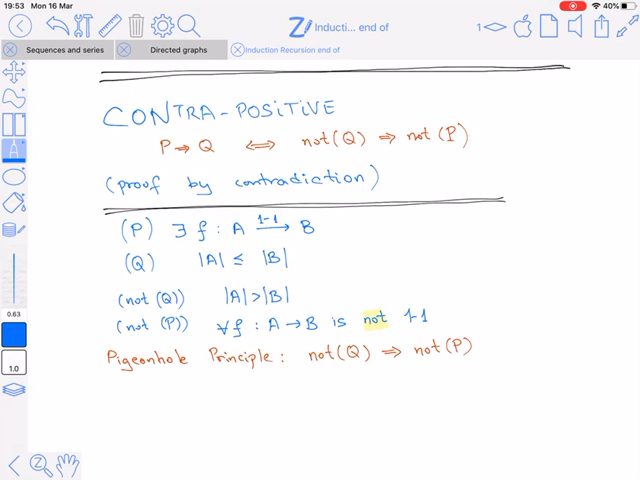 19:53 Mon 16 Mar
40%
Inducti... end of
1
Sequences and series
Directed graphs
Induction Recursion end of
CONTRA-POSITIVE
P ⇒ Q ⇔ not(Q) ⇒ not(P)
(proof by contradiction)
(P) ∃ f : A 1-1→ B
(Q) |A| ≤ |B|
(not (Q)) |A| > |B|
(not (P)) ∀f : A → B is not 1-1
Pigeonhole Principle: not(Q) ⇒ not(P)
0.63
1.0